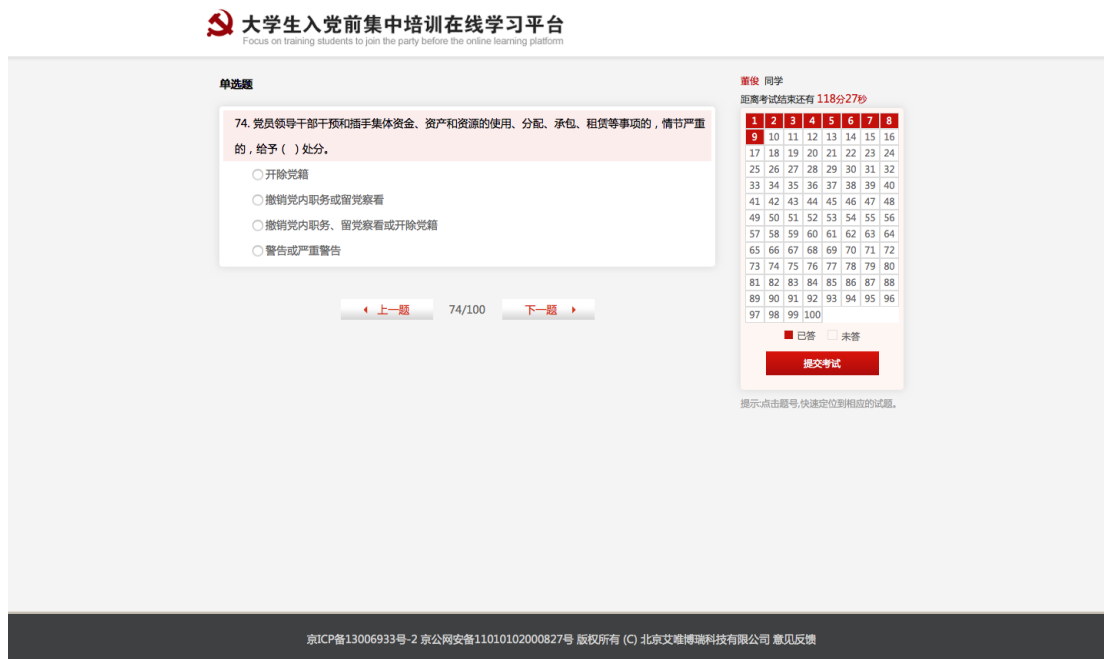 大学生入党前集中培训在线学习平台
Focus on training students to join the party before the online learning platform
单选题
74. 党员领导干部干预和插手集体资金、资产和资源的使用、分配、承包、租赁等事项的，情节严重
的，给予（  ）处分。
开除党籍
撤销党内职务或留党察看
撤销党内职务、留党察看或开除党籍
警告或严重警告
上一题 74/100 下一题
董俊 同学
距离考试结束还有 118分27秒
1 2 3 4 5 6 7 8
9 10 11 12 13 14 15 16
17 18 19 20 21 22 23 24
25 26 27 28 29 30 31 32
33 34 35 36 37 38 39 40
41 42 43 44 45 46 47 48
49 50 51 52 53 54 55 56
57 58 59 60 61 62 63 64
65 66 67 68 69 70 71 72
73 74 75 76 77 78 79 80
81 82 83 84 85 86 87 88
89 90 91 92 93 94 95 96
97 98 99 100
已答 未答
提交考试
提示:点击题号,快速定位到相应的试题。
京ICP备13006933号-2 京公网安备11010102000827号 版权所有 (C) 北京艾唯博瑞科技有限公司 意见反馈